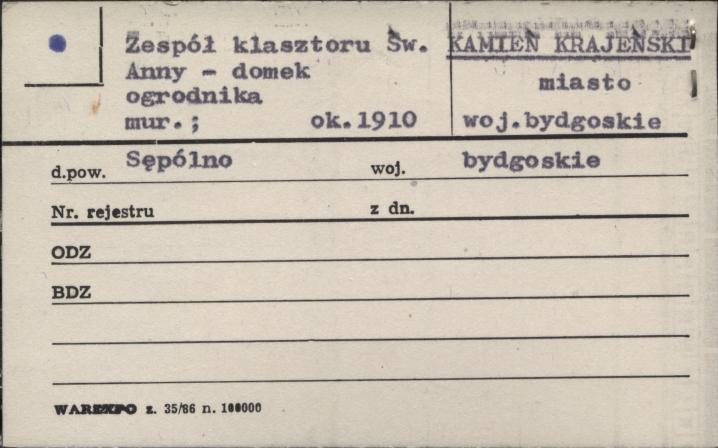 Zespół klasztoru Św.
Anny - domek
ogrodnika
mur.; ok.1910
KAMIEŃ KRAJEŃSKI
miasto
woj.bydgoskie
d.pow. Sępólno woj. bydgoskie
Nr. rejestru z dn.
ODZ
BDZ
WAREXPO z. 35/86 n. 100000